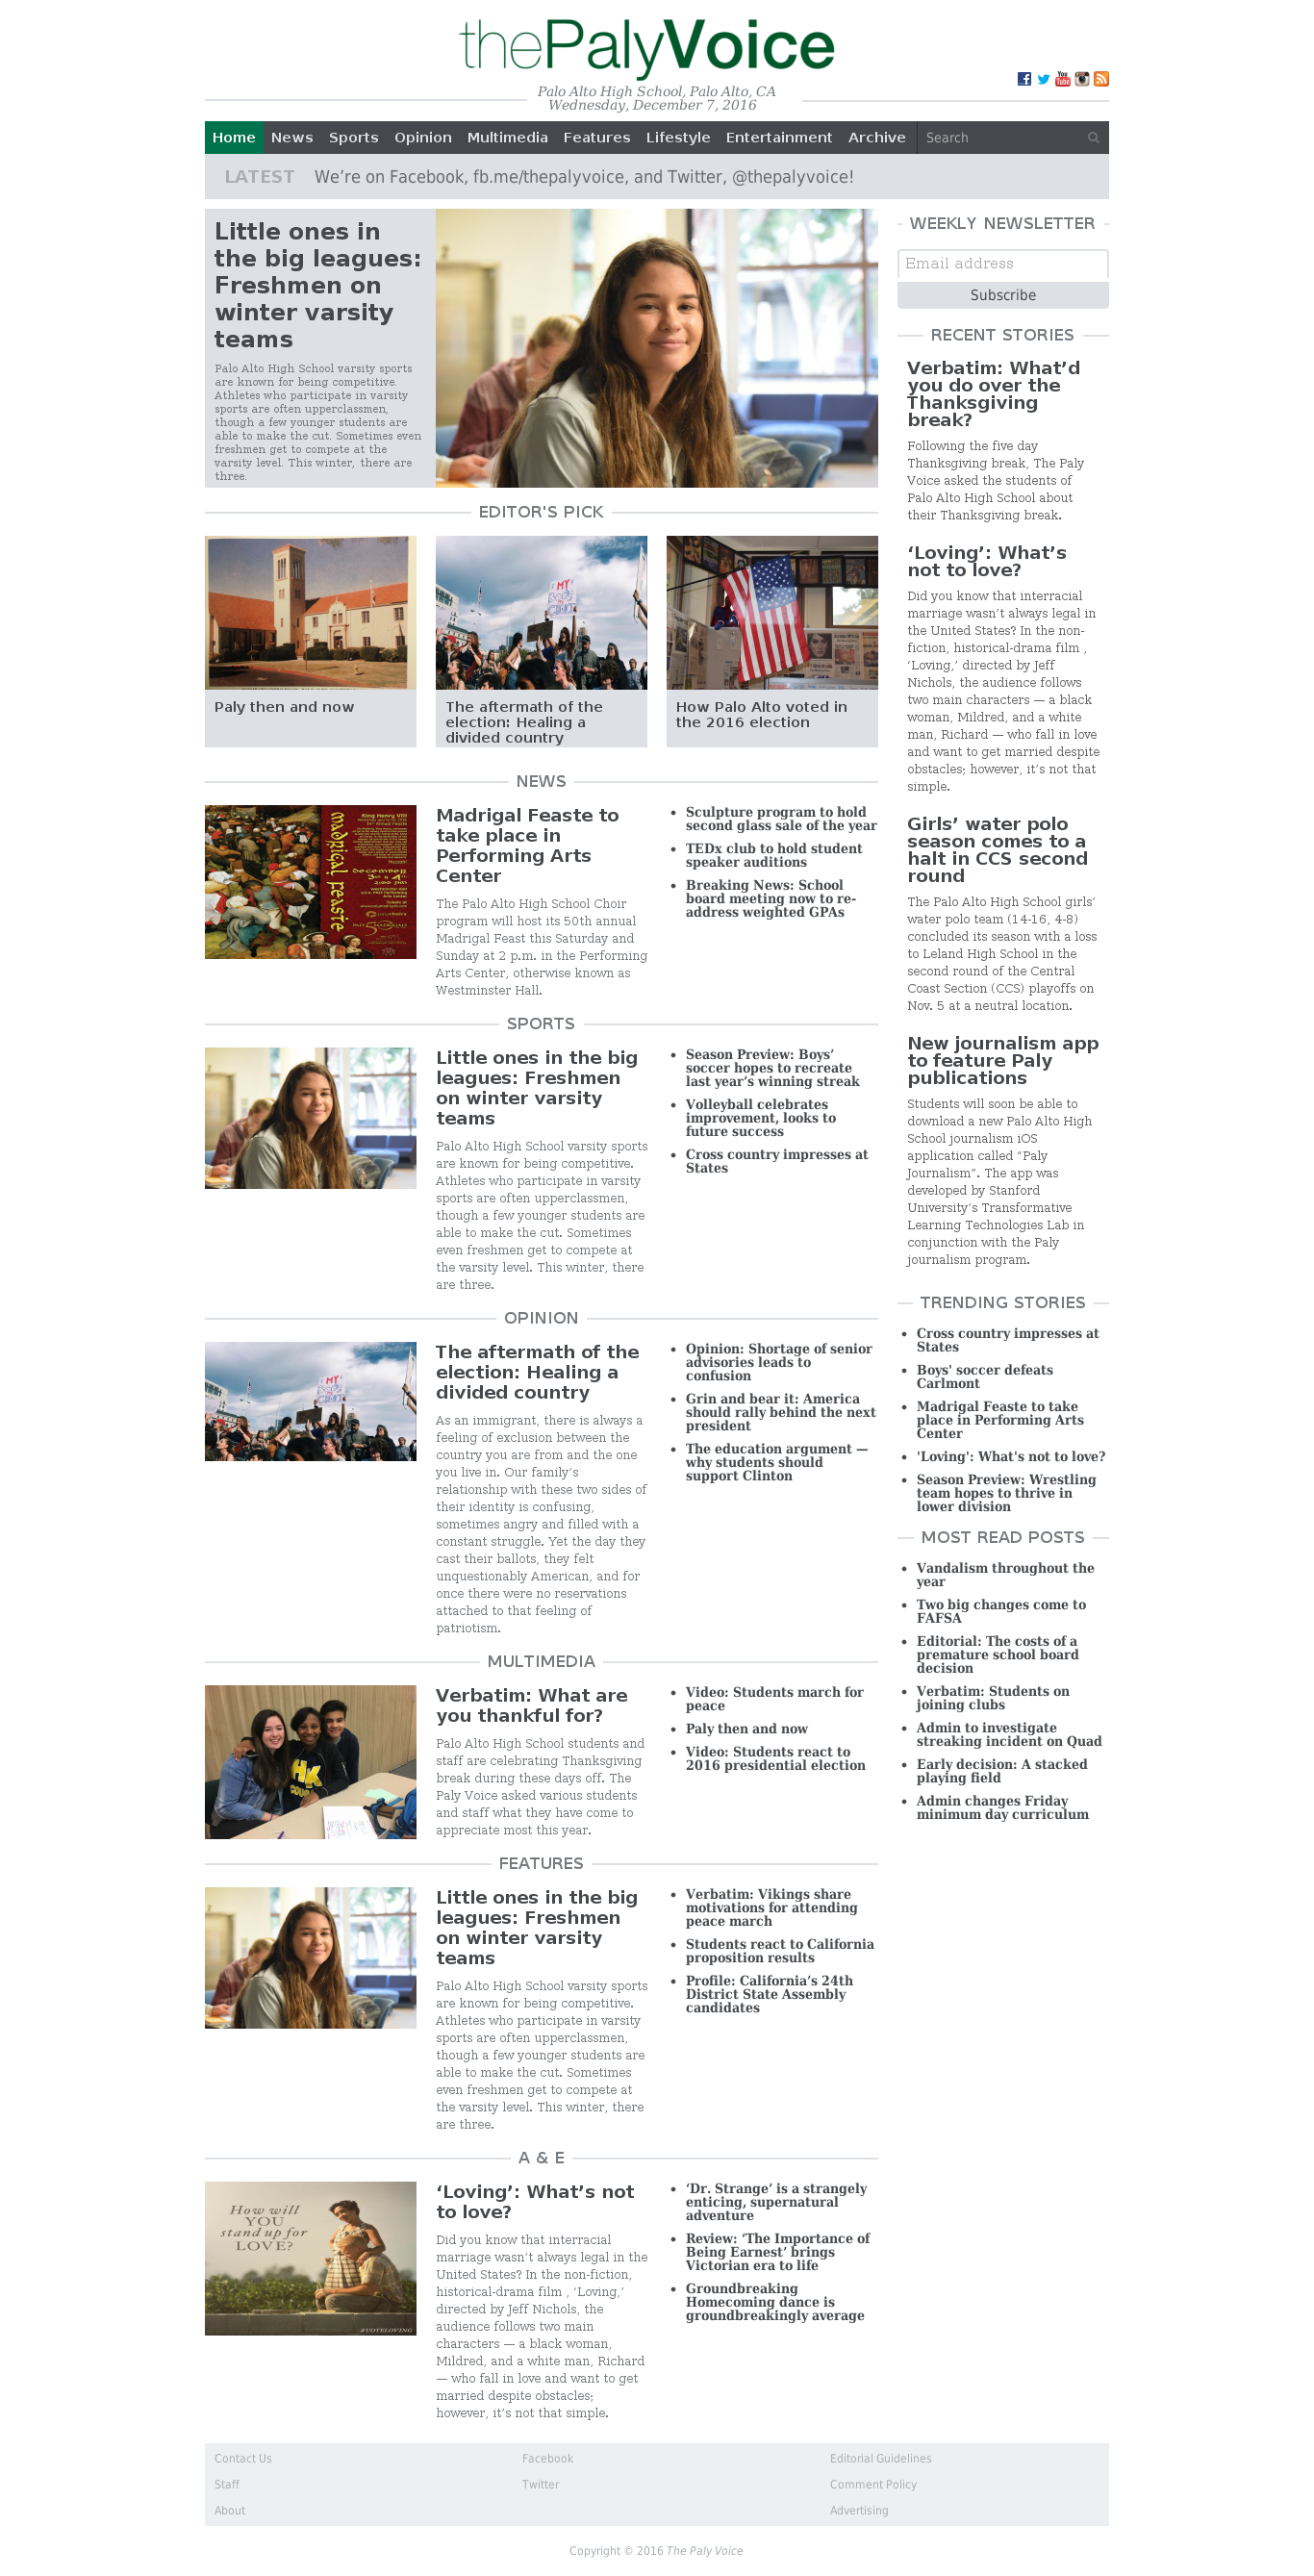 thePalyVoice
Palo Alto High School, Palo Alto, CA
Wednesday, December 7, 2016
Home News Sports Opinion Multimedia Features Lifestyle Entertainment Archive Search
LATEST We’re on Facebook, fb.me/thepalyvoice, and Twitter, @thepalyvoice!
Little ones in
the big leagues:
Freshmen on
winter varsity
teams
Palo Alto High School varsity sports
are known for being competitive.
Athletes who participate in varsity
sports are often upperclassmen,
though a few younger students are
able to make the cut. Sometimes even
freshmen get to compete at the
varsity level. This winter, there are
three.
EDITOR'S PICK
Paly then and now
I MY
The aftermath of the
election: Healing a
divided country
How Palo Alto voted in
the 2016 election
NEWS
King Henry VIII
madrigal feaste
december
3rd & 4th
Madrigal Feaste to
take place in
Performing Arts
Center
The Palo Alto High School Choir
program will host its 50th annual
Madrigal Feast this Saturday and
Sunday at 2 p.m. in the Performing
Arts Center, otherwise known as
Westminster Hall.
• Sculpture program to hold
second glass sale of the year
• TEDx club to hold student
speaker auditions
• Breaking News: School
board meeting now to re-
address weighted GPAs
SPORTS
Little ones in the big
leagues: Freshmen
on winter varsity
teams
Palo Alto High School varsity sports
are known for being competitive.
Athletes who participate in varsity
sports are often upperclassmen,
though a few younger students are
able to make the cut. Sometimes
even freshmen get to compete at
the varsity level. This winter, there
are three.
• Season Preview: Boys’
soccer hopes to recreate
last year’s winning streak
• Volleyball celebrates
improvement, looks to
future success
• Cross country impresses at
States
OPINION
The aftermath of the
election: Healing a
divided country
As an immigrant, there is always a
feeling of exclusion between the
country you are from and the one
you live in. Our family’s
relationship with these two sides of
their identity is confusing,
sometimes angry and filled with a
constant struggle. Yet the day they
cast their ballots, they felt
unquestionably American, and for
once there were no reservations
attached to that feeling of
patriotism.
• Opinion: Shortage of senior
advisories leads to
confusion
• Grin and bear it: America
should rally behind the next
president
• The education argument —
why students should
support Clinton
MULTIMEDIA
HK
Verbatim: What are
you thankful for?
Palo Alto High School students and
staff are celebrating Thanksgiving
break during these days off. The
Paly Voice asked various students
and staff what they have come to
appreciate most this year.
• Video: Students march for
peace
• Paly then and now
• Video: Students react to
2016 presidential election
FEATURES
Little ones in the big
leagues: Freshmen
on winter varsity
teams
Palo Alto High School varsity sports
are known for being competitive.
Athletes who participate in varsity
sports are often upperclassmen,
though a few younger students are
able to make the cut. Sometimes
even freshmen get to compete at
the varsity level. This winter, there
are three.
• Verbatim: Vikings share
motivations for attending
peace march
• Students react to California
proposition results
• Profile: California’s 24th
District State Assembly
candidates
A & E
How will
YOU
stand up for
LOVE?
#VOTELOVING
‘Loving’: What’s not
to love?
Did you know that interracial
marriage wasn’t always legal in the
United States? In the non-fiction,
historical-drama film , ‘Loving,’
directed by Jeff Nichols, the
audience follows two main
characters — a black woman,
Mildred, and a white man, Richard
— who fall in love and want to get
married despite obstacles;
however, it’s not that simple.
• ‘Dr. Strange’ is a strangely
enticing, supernatural
adventure
• Review: ‘The Importance of
Being Earnest’ brings
Victorian era to life
• Groundbreaking
Homecoming dance is
groundbreakingly average
WEEKLY NEWSLETTER
Email address
Subscribe
RECENT STORIES
Verbatim: What’d
you do over the
Thanksgiving
break?
Following the five day
Thanksgiving break, The Paly
Voice asked the students of
Palo Alto High School about
their Thanksgiving break.
‘Loving’: What’s
not to love?
Did you know that interracial
marriage wasn’t always legal in
the United States? In the non-
fiction, historical-drama film ,
‘Loving,’ directed by Jeff
Nichols, the audience follows
two main characters — a black
woman, Mildred, and a white
man, Richard — who fall in love
and want to get married despite
obstacles; however, it’s not that
simple.
Girls’ water polo
season comes to a
halt in CCS second
round
The Palo Alto High School girls’
water polo team (14-16, 4-8)
concluded its season with a loss
to Leland High School in the
second round of the Central
Coast Section (CCS) playoffs on
Nov. 5 at a neutral location.
New journalism app
to feature Paly
publications
Students will soon be able to
download a new Palo Alto High
School journalism iOS
application called “Paly
Journalism”. The app was
developed by Stanford
University’s Transformative
Learning Technologies Lab in
conjunction with the Paly
journalism program.
TRENDING STORIES
• Cross country impresses at
States
• Boys' soccer defeats
Carlmont
• Madrigal Feaste to take
place in Performing Arts
Center
• 'Loving': What's not to love?
• Season Preview: Wrestling
team hopes to thrive in
lower division
MOST READ POSTS
• Vandalism throughout the
year
• Two big changes come to
FAFSA
• Editorial: The costs of a
premature school board
decision
• Verbatim: Students on
joining clubs
• Admin to investigate
streaking incident on Quad
• Early decision: A stacked
playing field
• Admin changes Friday
minimum day curriculum
Contact Us
Staff
About
Facebook
Twitter
Editorial Guidelines
Comment Policy
Advertising
Copyright © 2016 The Paly Voice